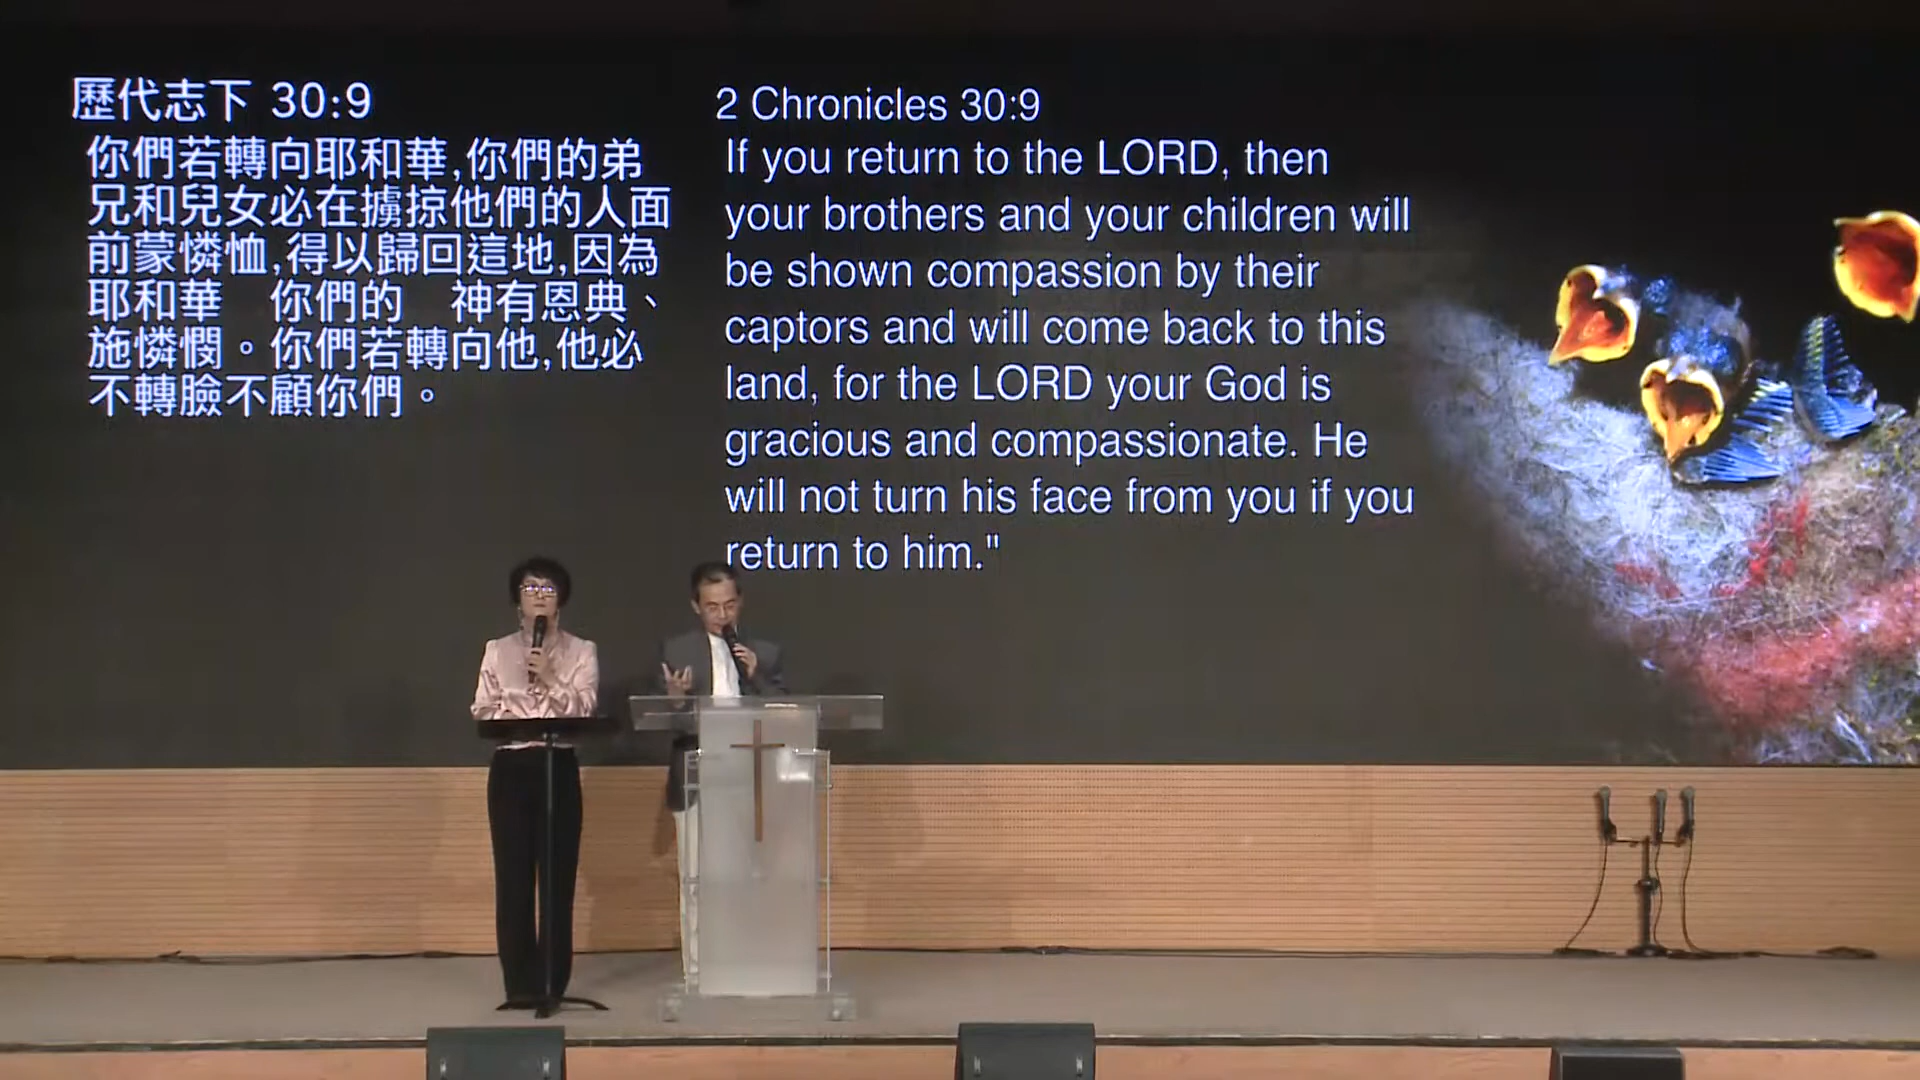 歷代志下 30:9
你們若轉向耶和華,你們的弟
兄和兒女必在擄掠他們的人面
前蒙憐恤,得以歸回這地,因為
耶和華　你們的　神有恩典、
施憐憫。你們若轉向他,他必
不轉臉不顧你們。
2 Chronicles 30:9
If you return to the LORD, then
your brothers and your children will
be shown compassion by their
captors and will come back to this
land, for the LORD your God is
gracious and compassionate. He
will not turn his face from you if you
return to him."